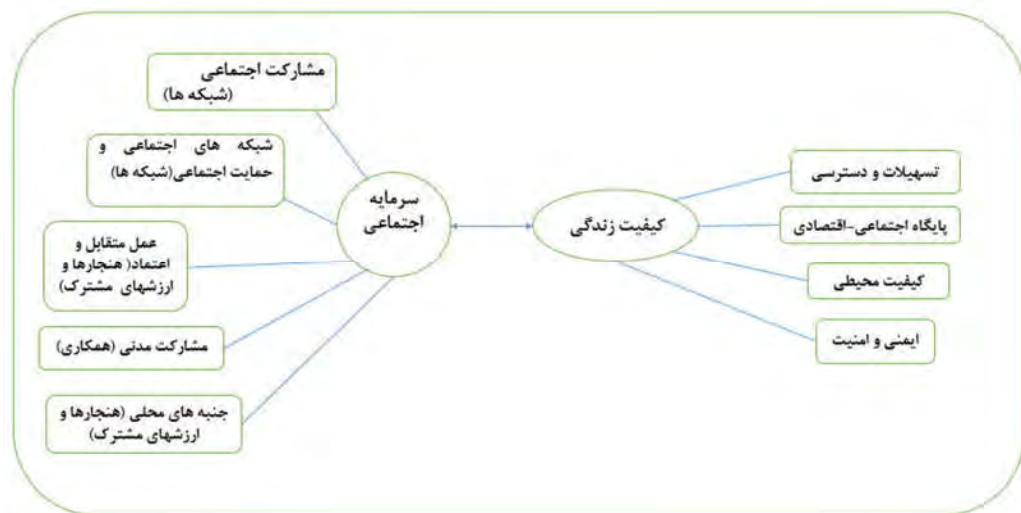 مشارکت اجتماعی
(شبکه ها)
شبکه های اجتماعی و
حمایت اجتماعی(شبکه ها)
عمل متقابل و
اعتماد( هنجارها و
ارزشهای مشترک)
مشارکت مدنی (همکاری)
جنبه های محلی (هنجارها و
ارزشهای مشترک)
سرمایه
اجتماعی
کیفیت زندگی
تسهیلات و دسترسی
پایگاه اجتماعی-اقتصادی
کیفیت محیطی
ایمنی و امنیت